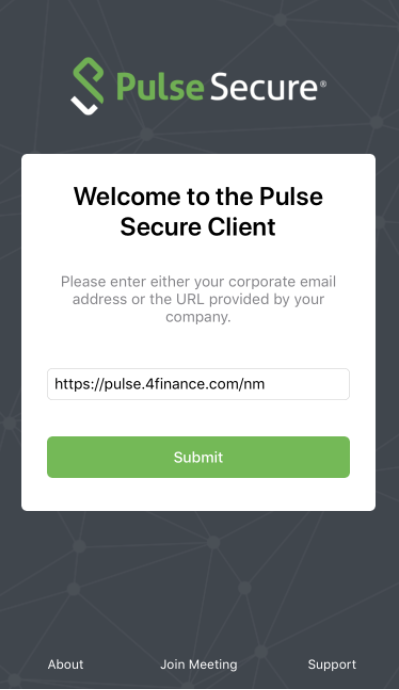 Pulse Secure®
Welcome to the Pulse
Secure Client
Please enter either your corporate email
address or the URL provided by your
company.
https://pulse.4finance.com/nm
Submit
About Join Meeting Support